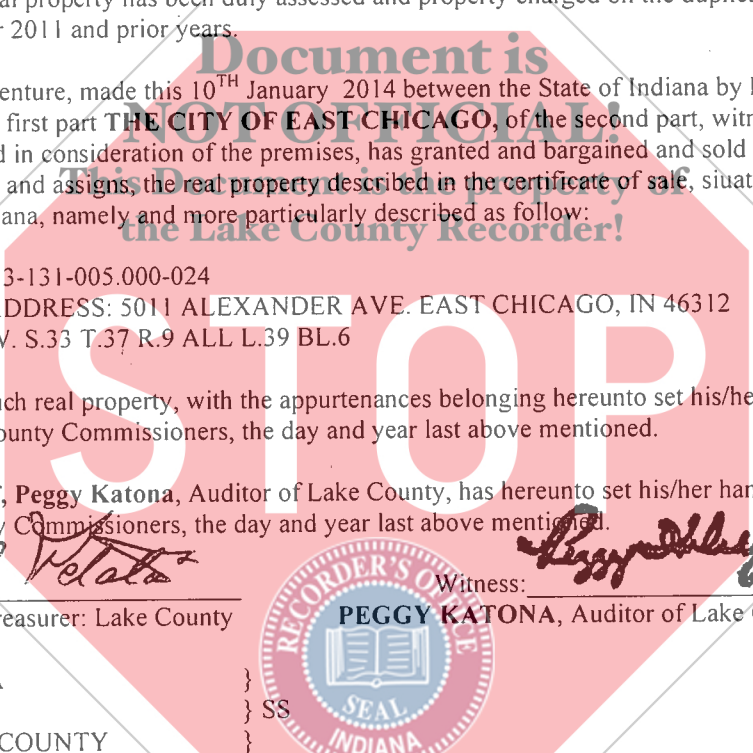 al property has been duly assessed and property charged on the duplic
r 2011 and prior years.
Document is
enture, made this 10TH January 2014 between the State of Indiana by
NOT OFFICIAL!
first part THE CITY OF EAST CHICAGO, of the second part, witn
d in consideration of the premises, has granted and bargained and sold
This Document is the property of
and assigns, the real property described in the certificate of sale, siuat
iana, namely and more particularly described as follow:
the Lake County Recorder!
3-131-005.000-024
ADDRESS: 5011 ALEXANDER AVE. EAST CHICAGO, IN 46312
V. S.33 T.37 R.9 ALL L.39 BL.6
STOP
uch real property, with the appurtenances belonging hereunto set his/he
ounty Commissioners, the day and year last above mentioned.
, Peggy Katona, Auditor of Lake County, has hereunto set his/her han
y Commissioners, the day and year last above mentioned.
Witness:
reasurer: Lake County
PEGGY KATONA, Auditor of Lake
RECORDER'S OFFICE
SEAL
INDIANA
A }
} SS
COUNTY }